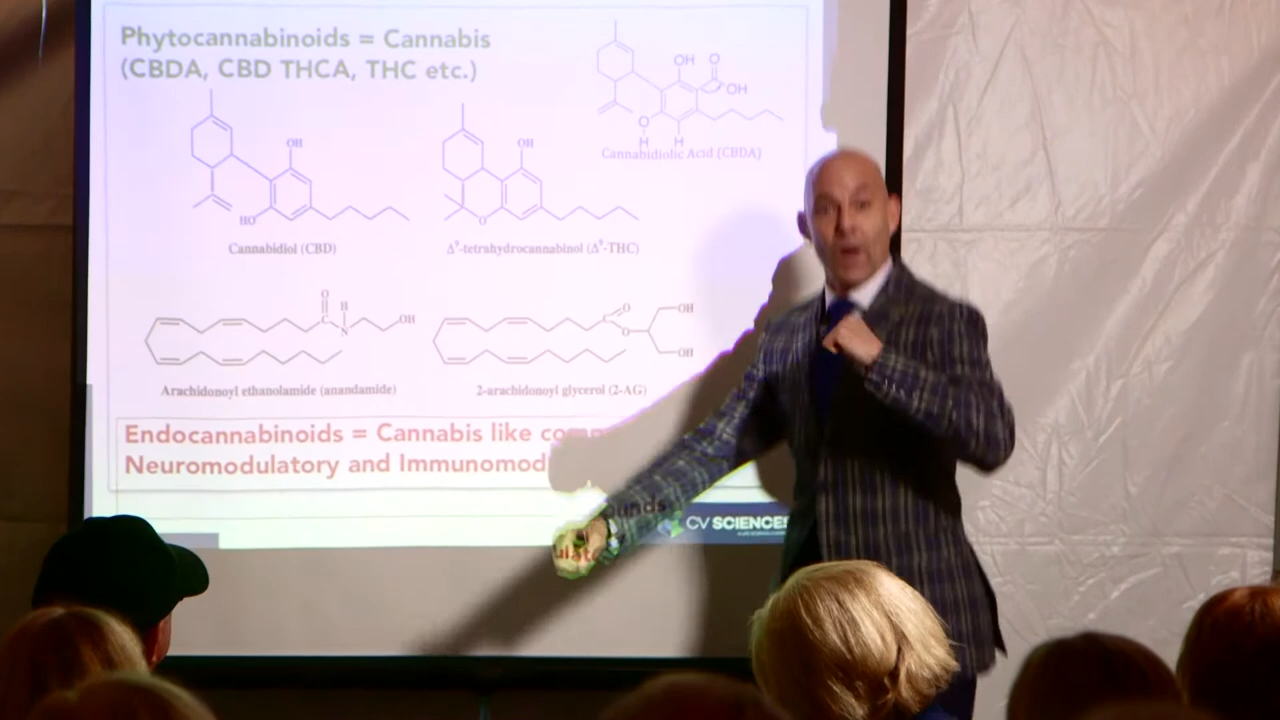 Phytocannabinoids = Cannabis
(CBDA, CBD THCA, THC etc.)
OH
O
OH
O
H
H
Cannabidiolic Acid (CBDA)
OH
HO
Cannabidiol (CBD)
OH
O
Δ⁹-tetrahydrocannabinol (Δ⁹-THC)
O
C
H
N
OH
Arachidonoyl ethanolamide (anandamide)
O
C
O
OH
OH
2-arachidonoyl glycerol (2-AG)
Endocannabinoids = Cannabis like compounds
Neuromodulatory and
CV SCIENCES